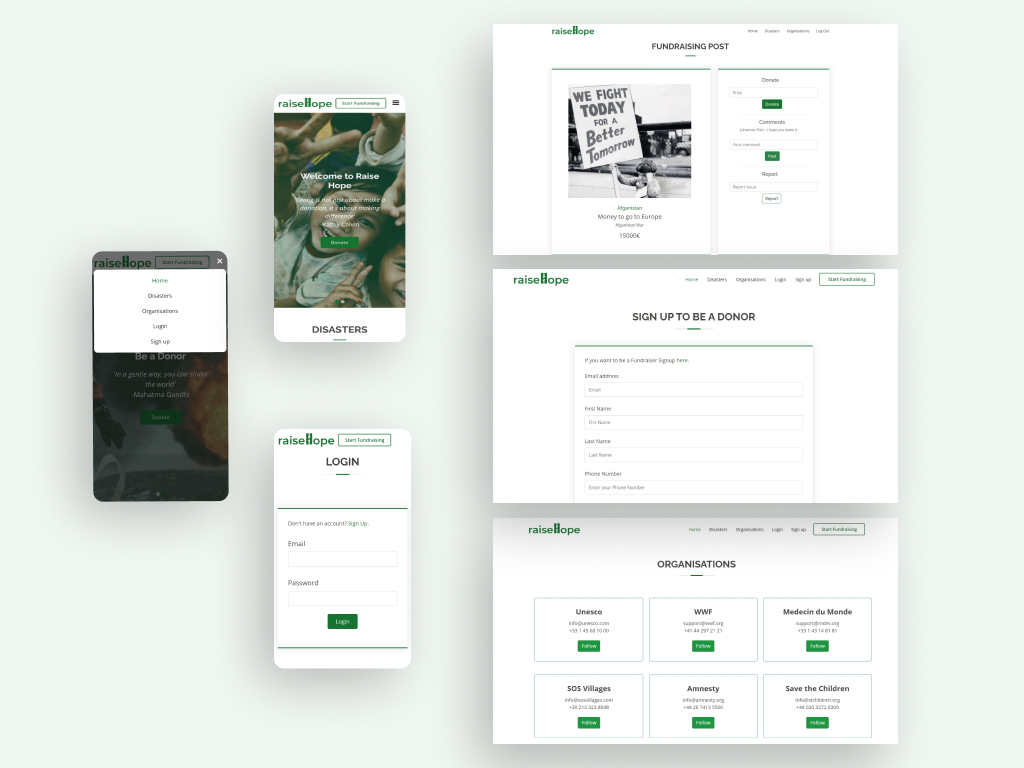 raiseHope
Start Fundraising
Home
Disasters
Organisations
Login
Sign up
Be a Donor
'In a gentle way, you can shake
the world'
-Mahatma Gandhi
Donate
raiseHope
Start Fundraising
Welcome to Raise
Hope
'Giving is not just about make a
donation, it's about making
difference'
-Kathy Calvin
Donate
DISASTERS
raiseHope
Start Fundraising
LOGIN
Don't have an account? Sign Up.
Email
Password
Login
raiseHope
Home Disasters Organisations Log Out
FUNDRAISING POST
WE FIGHT
TODAY
FOR A
Better
Tomorrow
Afganistan
Money to go to Europe
Afganistan War
15000€
Donate
Price
Donate
Comments
Johannes Petri : I hope you make it
Your comment
Post
Report
Report issue
Report
raiseHope
Home Disasters Organisations Login Sign up Start Fundraising
SIGN UP TO BE A DONOR
If you want to be a Fundraiser Signup here.
Email address
Email
First Name
Firs Name
Last Name
Last Name
Phone Number
Enter your Phone Number
raiseHope
Home Disasters Organisations Login Sign up Start Fundraising
ORGANISATIONS
Unesco
info@unesco.com
+33 1 45 68 10 00
Follow
WWF
support@wwf.org
+41 44 297 21 21
Follow
Medecin du Monde
support@mdm.org
+33 1 43 14 81 81
Follow
SOS Villages
info@sosvillages.com
+30 210 323 8048
Follow
Amnesty
info@amnesty.org
+44 20 7413 5500
Follow
Save the Children
info@stchildren.org
+44 020 3272 0300
Follow